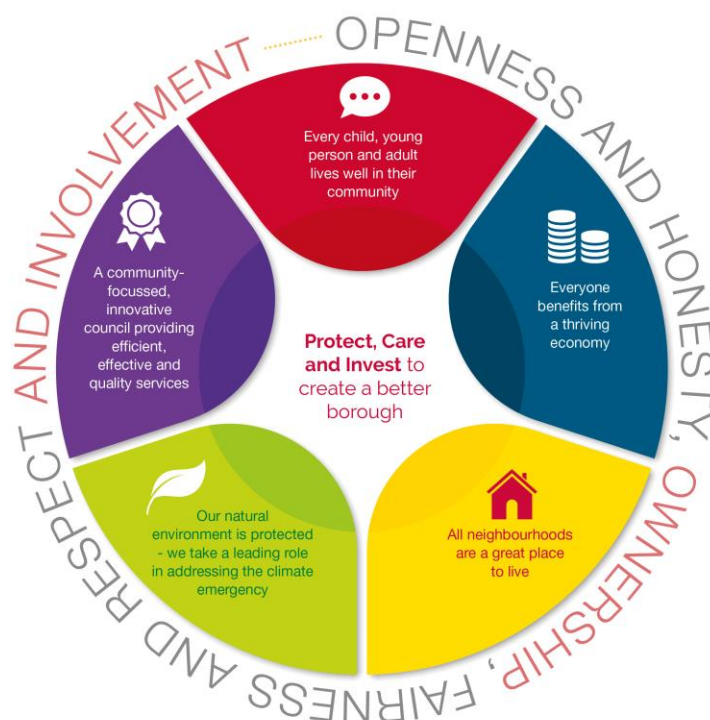 OPENNESS AND HONESTY, OWNERSHIP, FAIRNESS AND RESPECT AND INVOLVEMENT
Every child, young
person and adult
lives well in their
community
Everyone
benefits from
a thriving
economy
All neighbourhoods
are a great place
to live
Our natural
environment is protected
- we take a leading role
in addressing the climate
emergency
A community-
focussed,
innovative
council providing
efficient,
effective and
quality services
Protect, Care
and Invest to
create a better
borough